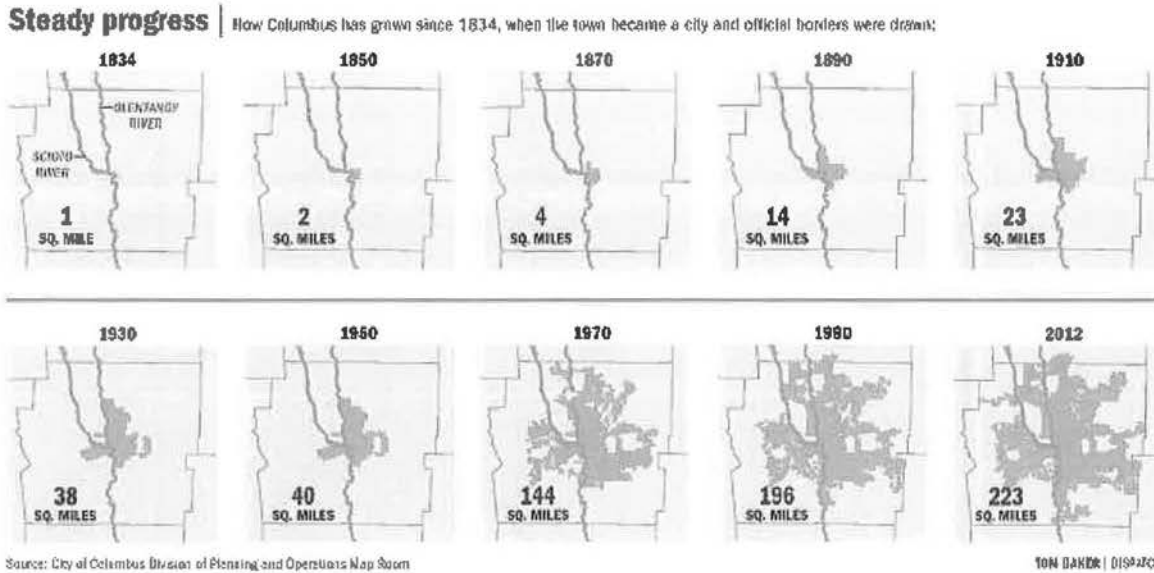 Steady progress | How Columbus has grown since 1834, when the town became a city and official borders were drawn:
1834
1850
1870
1890
1910
OLENTANGY
RIVER
SCIOTO
RIVER
1
SQ. MILE
2
SQ. MILES
4
SQ. MILES
14
SQ. MILES
23
SQ. MILES
1930
1950
1970
1990
2012
38
SQ. MILES
40
SQ. MILES
144
SQ. MILES
196
SQ. MILES
223
SQ. MILES
Source: City of Columbus Division of Planning and Operations Map Room
TOM BAKER | DISPATC